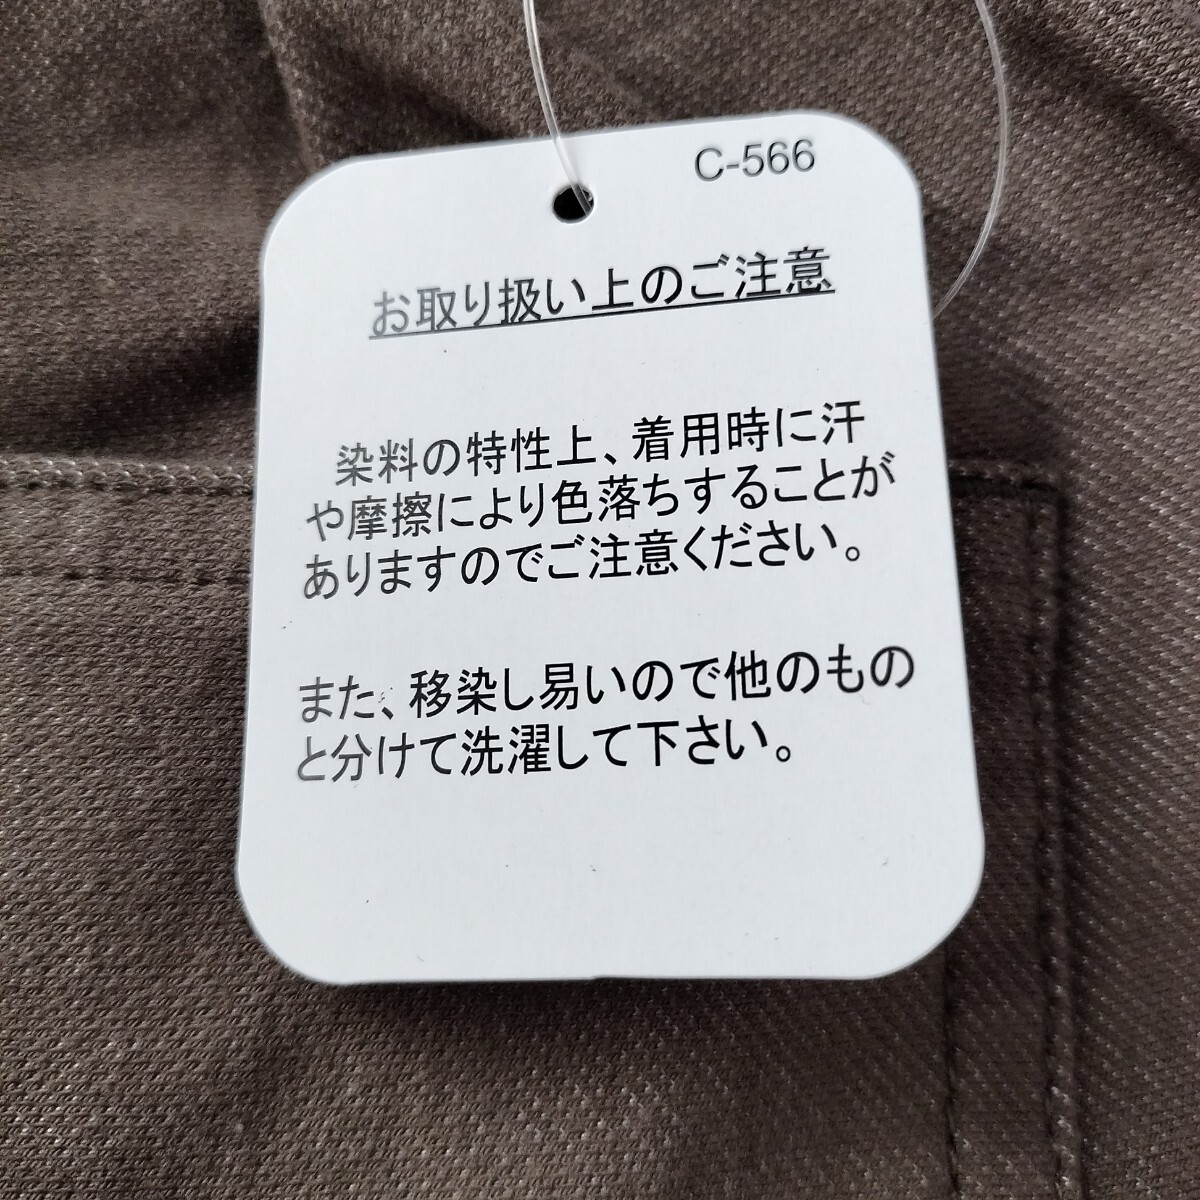 C-566
お取り扱い上のご注意
染料の特性上、着用時に汗
や摩擦により色落ちすることが
ありますのでご注意ください。
また、移染し易いので他のもの
と分けて洗濯して下さい。